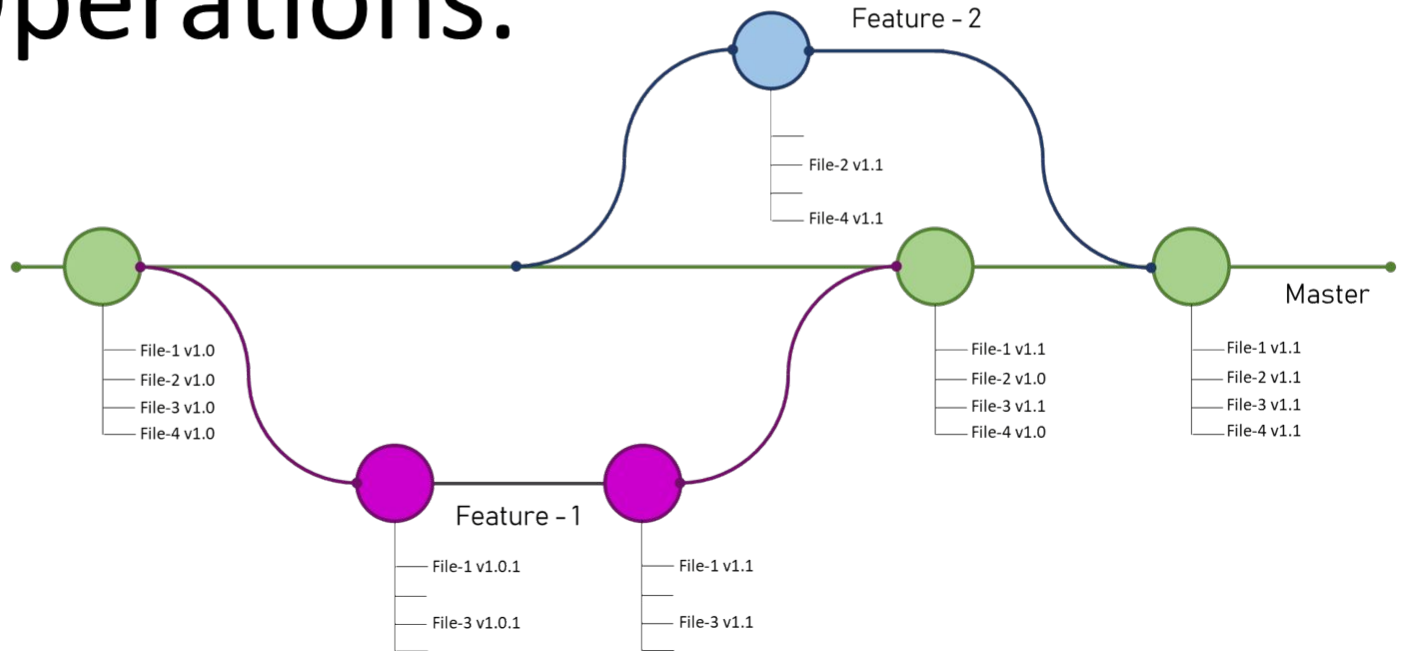 perations.
Feature - 2
File-2 v1.1
File-4 v1.1
Master
File-1 v1.0
File-2 v1.0
File-3 v1.0
File-4 v1.0
File-1 v1.1
File-2 v1.0
File-3 v1.1
File-4 v1.0
File-1 v1.1
File-2 v1.1
File-3 v1.1
File-4 v1.1
Feature - 1
File-1 v1.0.1
File-3 v1.0.1
File-1 v1.1
File-3 v1.1